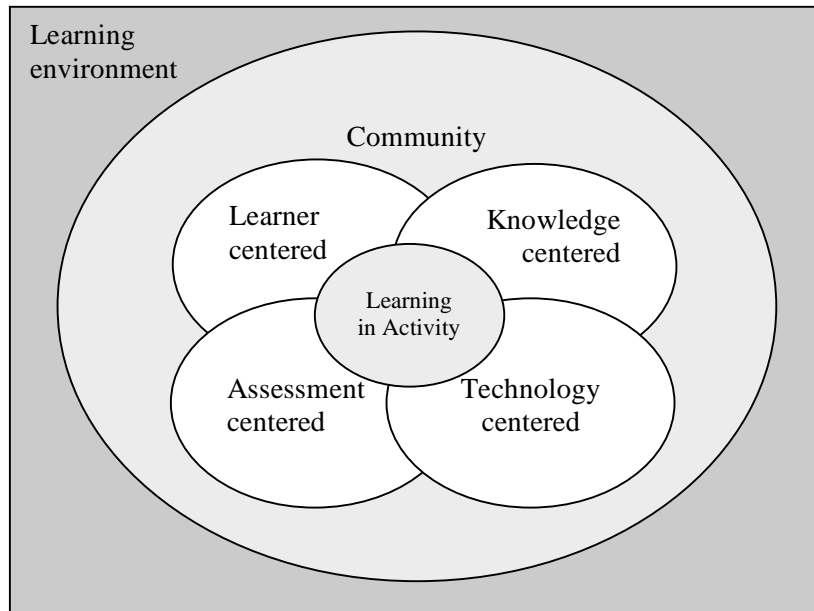 Learning
environment
Community
Learner
centered
Knowledge
centered
Learning
in Activity
Assessment
centered
Technology
centered